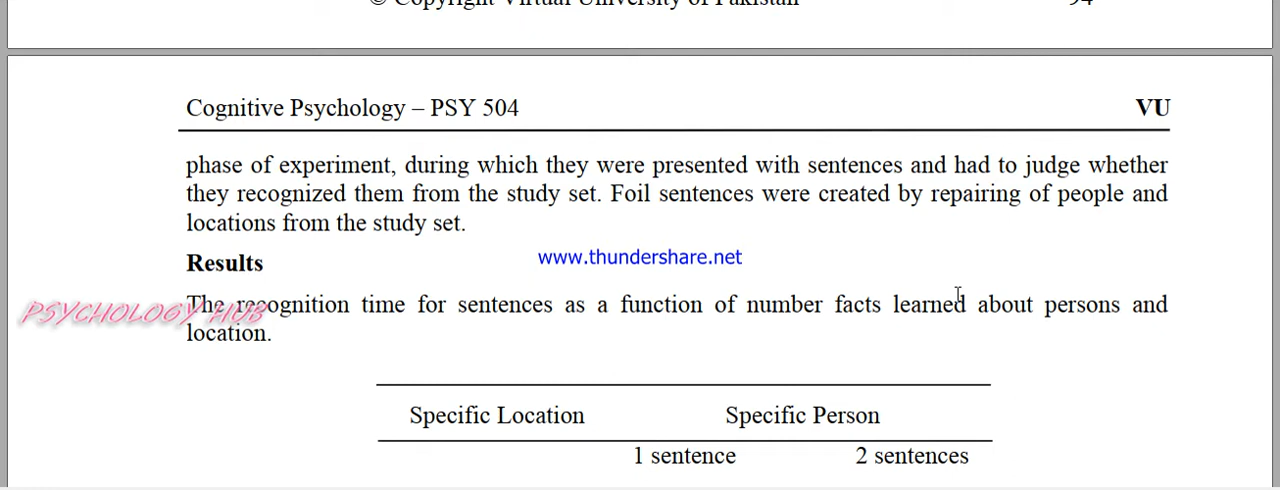 © Copyright Virtual University of Pakistan 94
Cognitive Psychology – PSY 504 VU
phase of experiment, during which they were presented with sentences and had to judge whether
they recognized them from the study set. Foil sentences were created by repairing of people and
locations from the study set.
Results
www.thundershare.net
The recognition time for sentences as a function of number facts learned about persons and
PSYCHOLOGY HUB
location.
Specific Location Specific Person
1 sentence 2 sentences